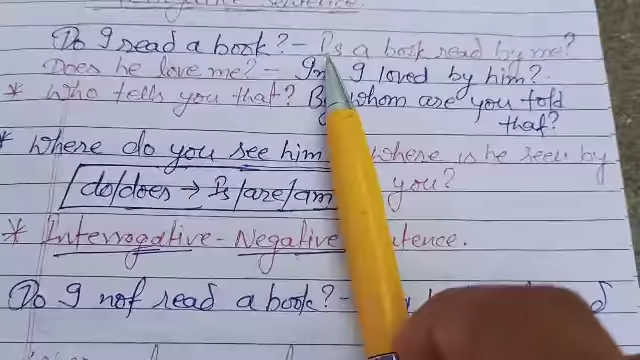 Interrogative Sentence
Do I read a book? - Is a book read by me?
Does he love me? - Am I loved by him?
* Who tells you that? By whom are you told
that?
* Where do you see him where is he seen by
do/does → Is/are/am you?
* Interrogative - Negative Sentence.
Do I not read a book? -